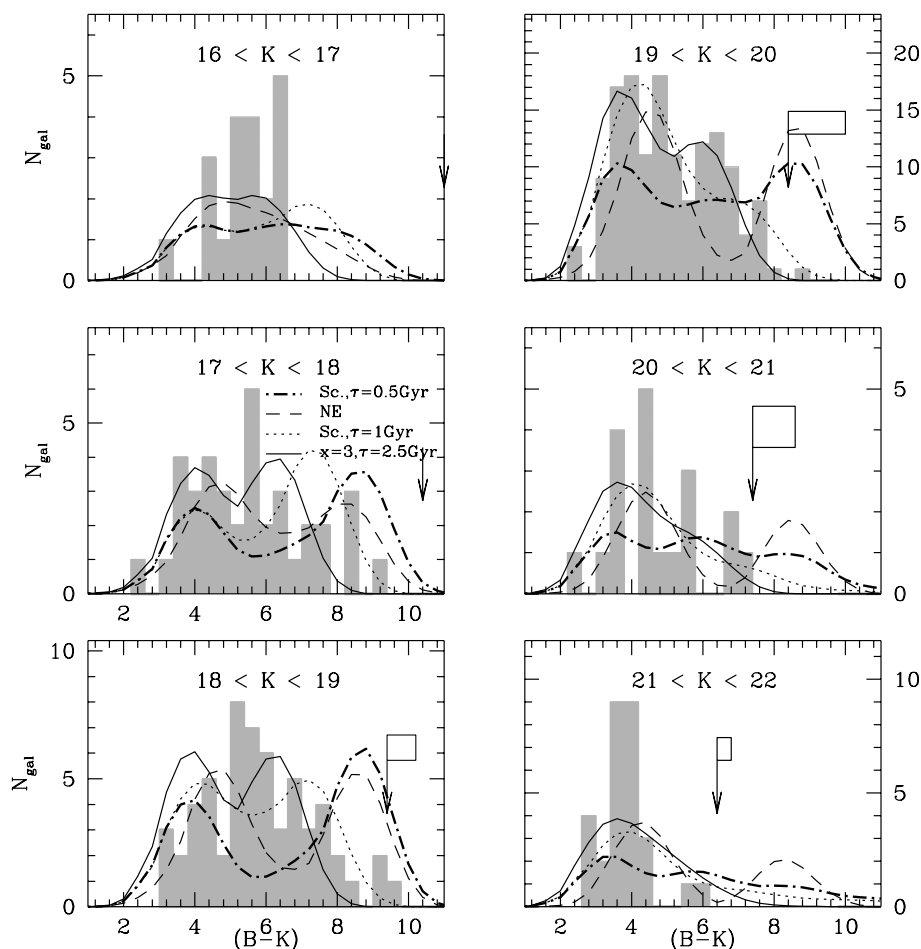 16 < K < 17
5
0
N_gal
19 < K < 20
20
15
10
5
0
17 < K < 18
Sc.,τ=0.5Gyr
NE
Sc.,τ=1Gyr
x=3,τ=2.5Gyr
5
0
N_gal
2 4 6 8 10
20 < K < 21
5
0
18 < K < 19
10
5
0
N_gal
2 4 6 8 10
(B−K)
21 < K < 22
10
5
0
2 4 6 8 10
(B−K)